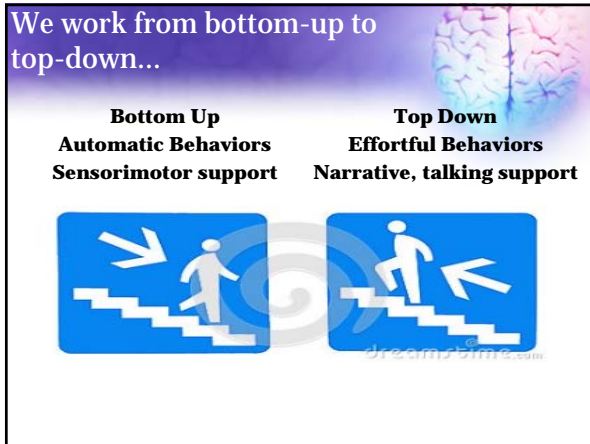 We work from bottom-up to
top-down...
Bottom Up
Automatic Behaviors
Sensorimotor support
Top Down
Effortful Behaviors
Narrative, talking support
dreamstime.com